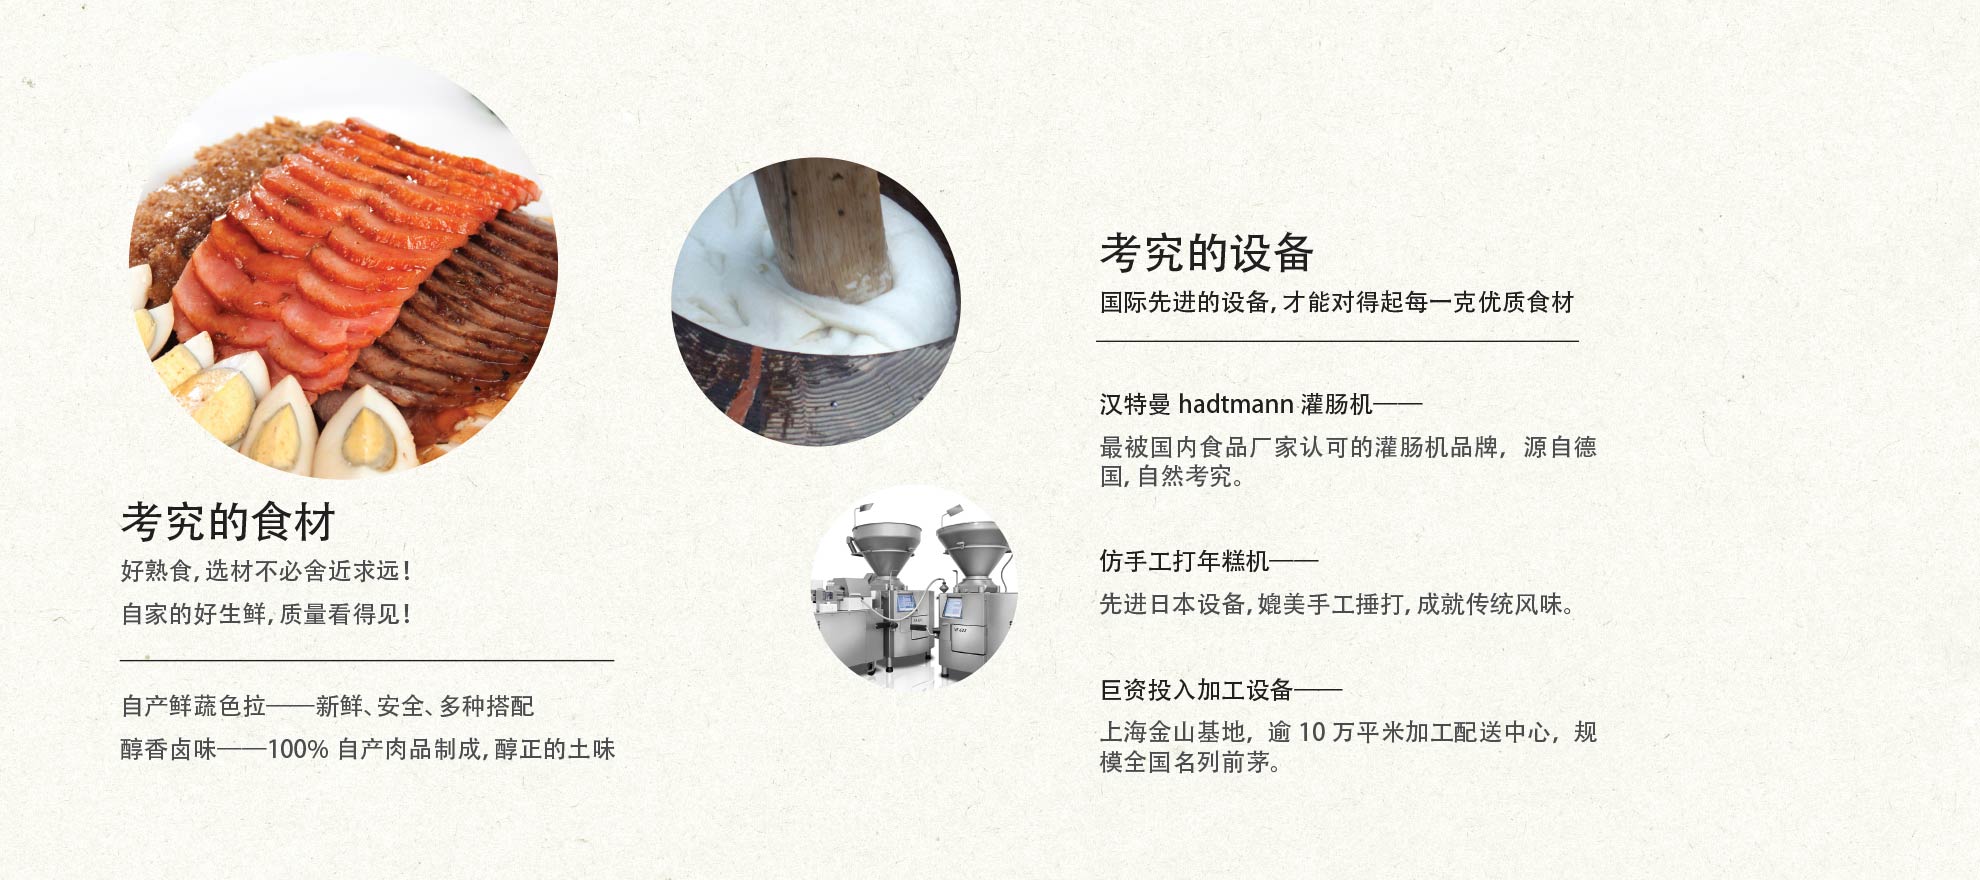 考究的食材
好熟食,选材不必舍近求远!
自家的好生鲜,质量看得见!
自产鲜蔬色拉——新鲜、安全、多种搭配
醇香卤味——100% 自产肉品制成,醇正的土味
考究的设备
国际先进的设备,才能对得起每一克优质食材
汉特曼 hadtmann 灌肠机——
最被国内食品厂家认可的灌肠机品牌，源自德
国,自然考究。
仿手工打年糕机——
先进日本设备,媲美手工捶打,成就传统风味。
巨资投入加工设备——
上海金山基地，逾 10 万平米加工配送中心，规
模全国名列前茅。